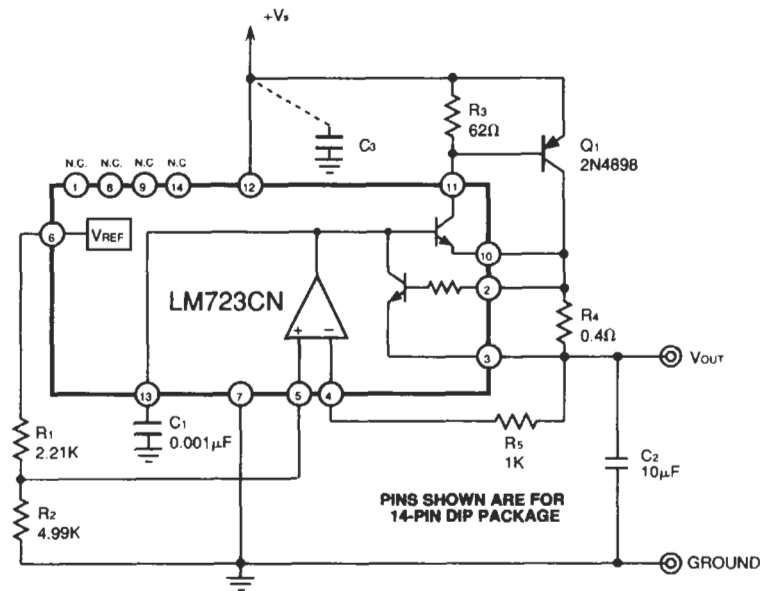 +Vs
R3
62Ω
C3
Q1
2N4898
N.C.
N.C.
N.C
N.C
1
8
9
14
12
11
6
VREF
10
LM723CN
2
+
−
R4
0.4Ω
3
VOUT
13
7
5
4
C1
0.001μF
R1
2.21K
R5
1K
C2
10μF
R2
4.99K
PINS SHOWN ARE FOR
14-PIN DIP PACKAGE
GROUND